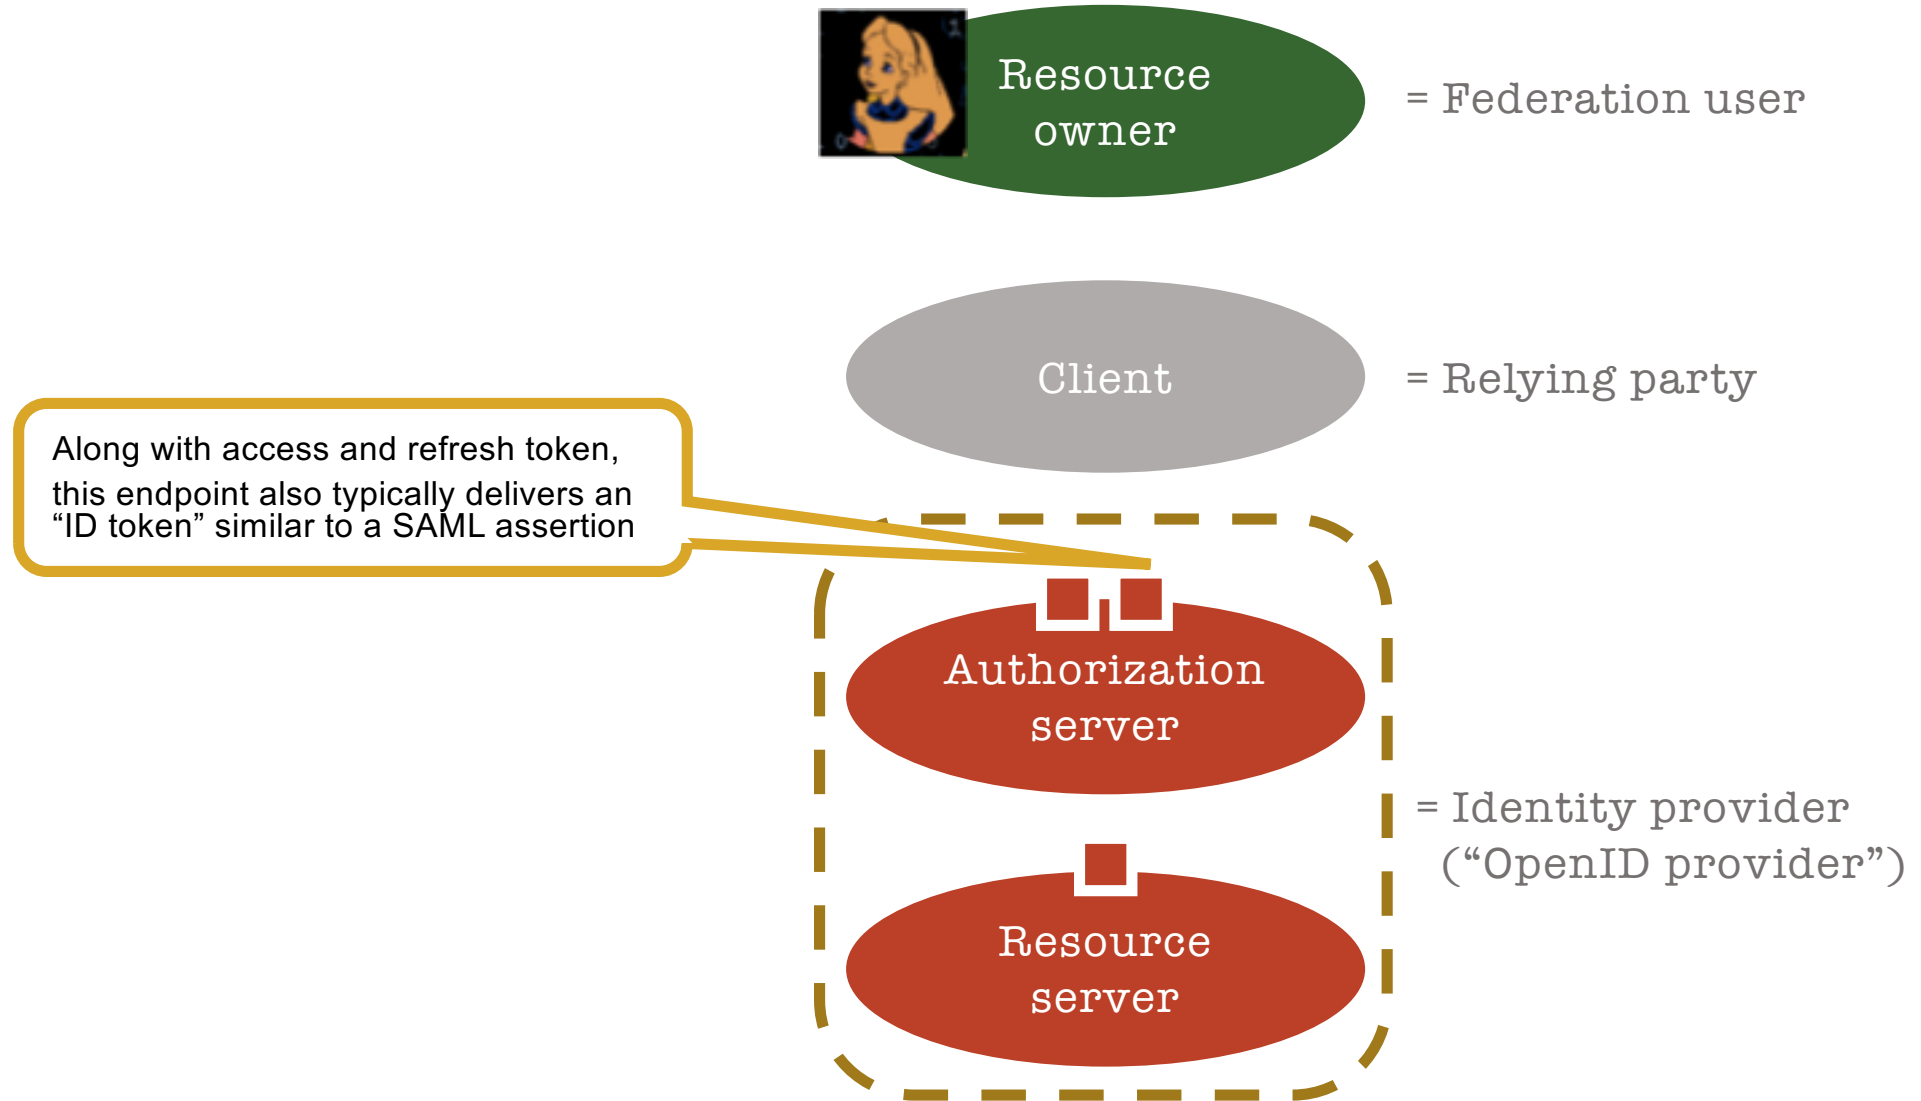 Resource
owner
= Federation user
Client
= Relying party
Along with access and refresh token,
this endpoint also typically delivers an
“ID token” similar to a SAML assertion
Authorization
server
= Identity provider
(“OpenID provider”)
Resource
server